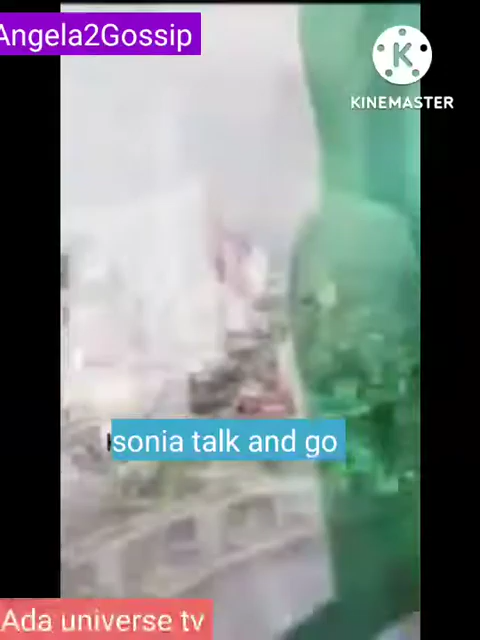 Angela2Gossip
K
KINEMASTER
sonia talk and go
Ada universe tv